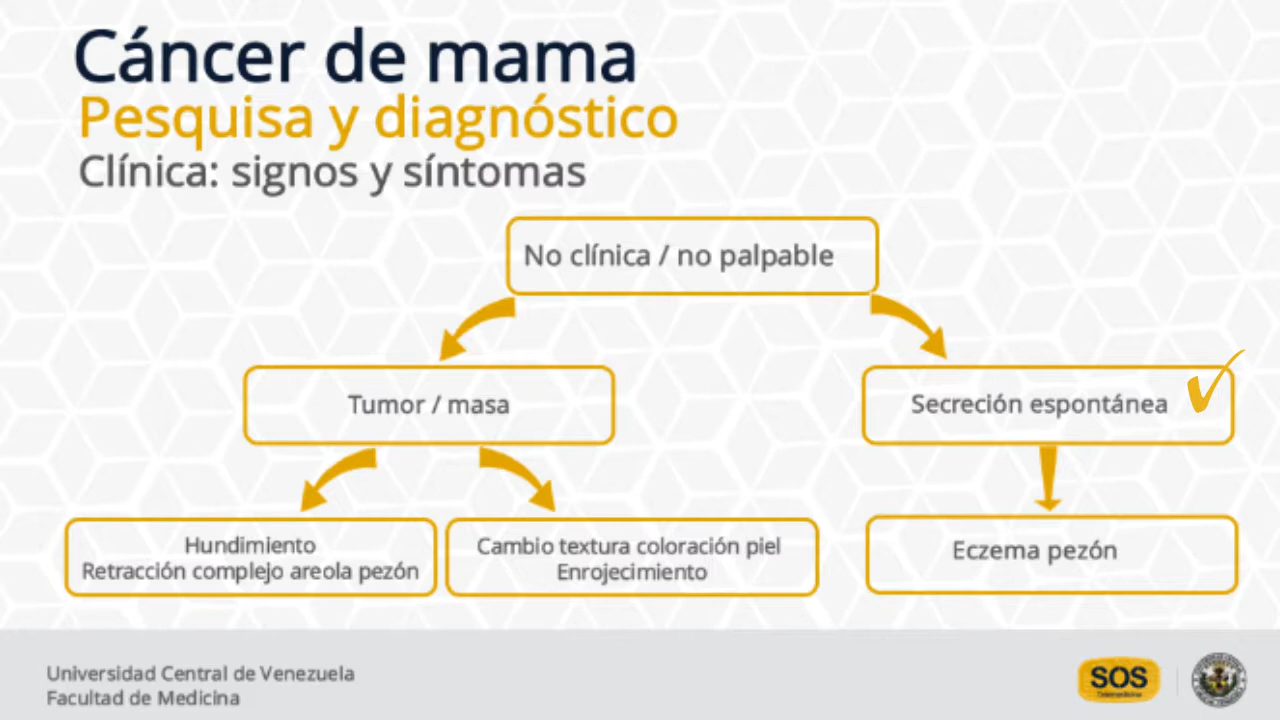 Cáncer de mama
Pesquisa y diagnóstico
Clínica: signos y síntomas
No clínica / no palpable
Tumor / masa
Secreción espontánea
Hundimiento
Retracción complejo areola pezón
Cambio textura coloración piel
Enrojecimiento
Eczema pezón
Universidad Central de Venezuela
Facultad de Medicina
SOS
Telemedicina